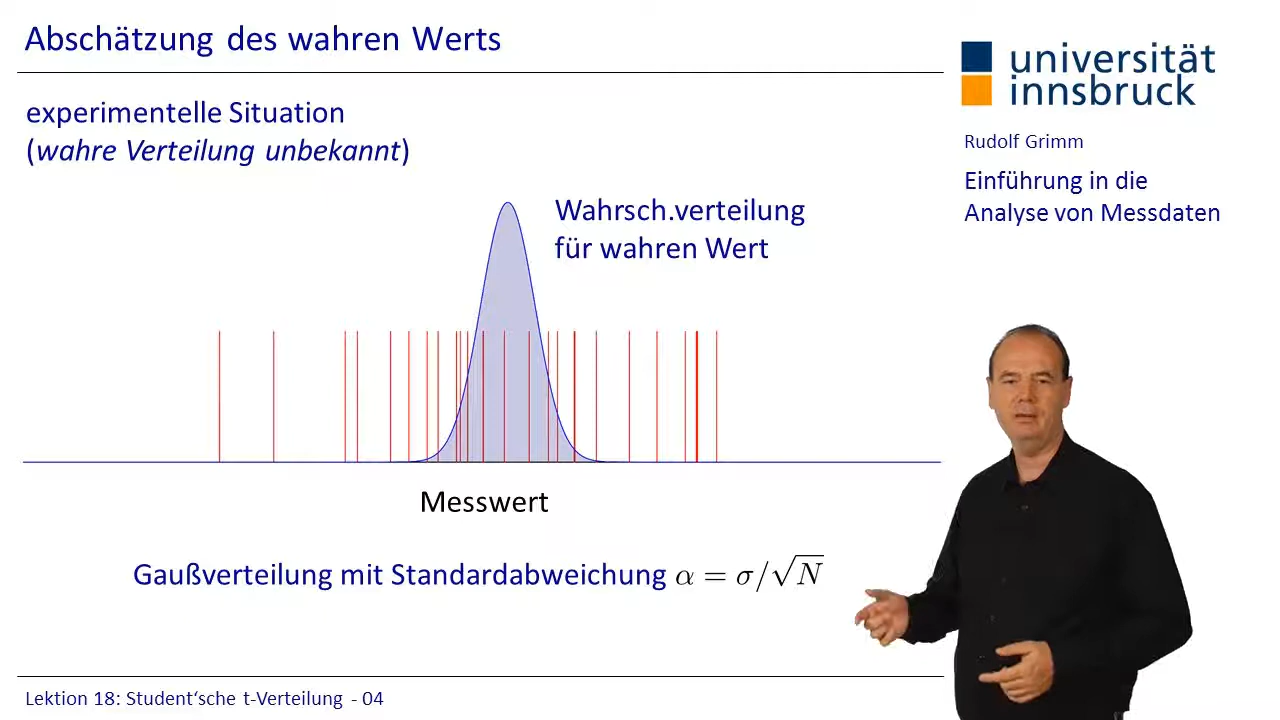 Abschätzung des wahren Werts
universität
innsbruck
Rudolf Grimm
Einführung in die
Analyse von Messdaten
experimentelle Situation
(wahre Verteilung unbekannt)
Wahrsch.verteilung
für wahren Wert
Messwert
Gaußverteilung mit Standardabweichung α = σ/√N
Lektion 18: Student‘sche t-Verteilung - 04